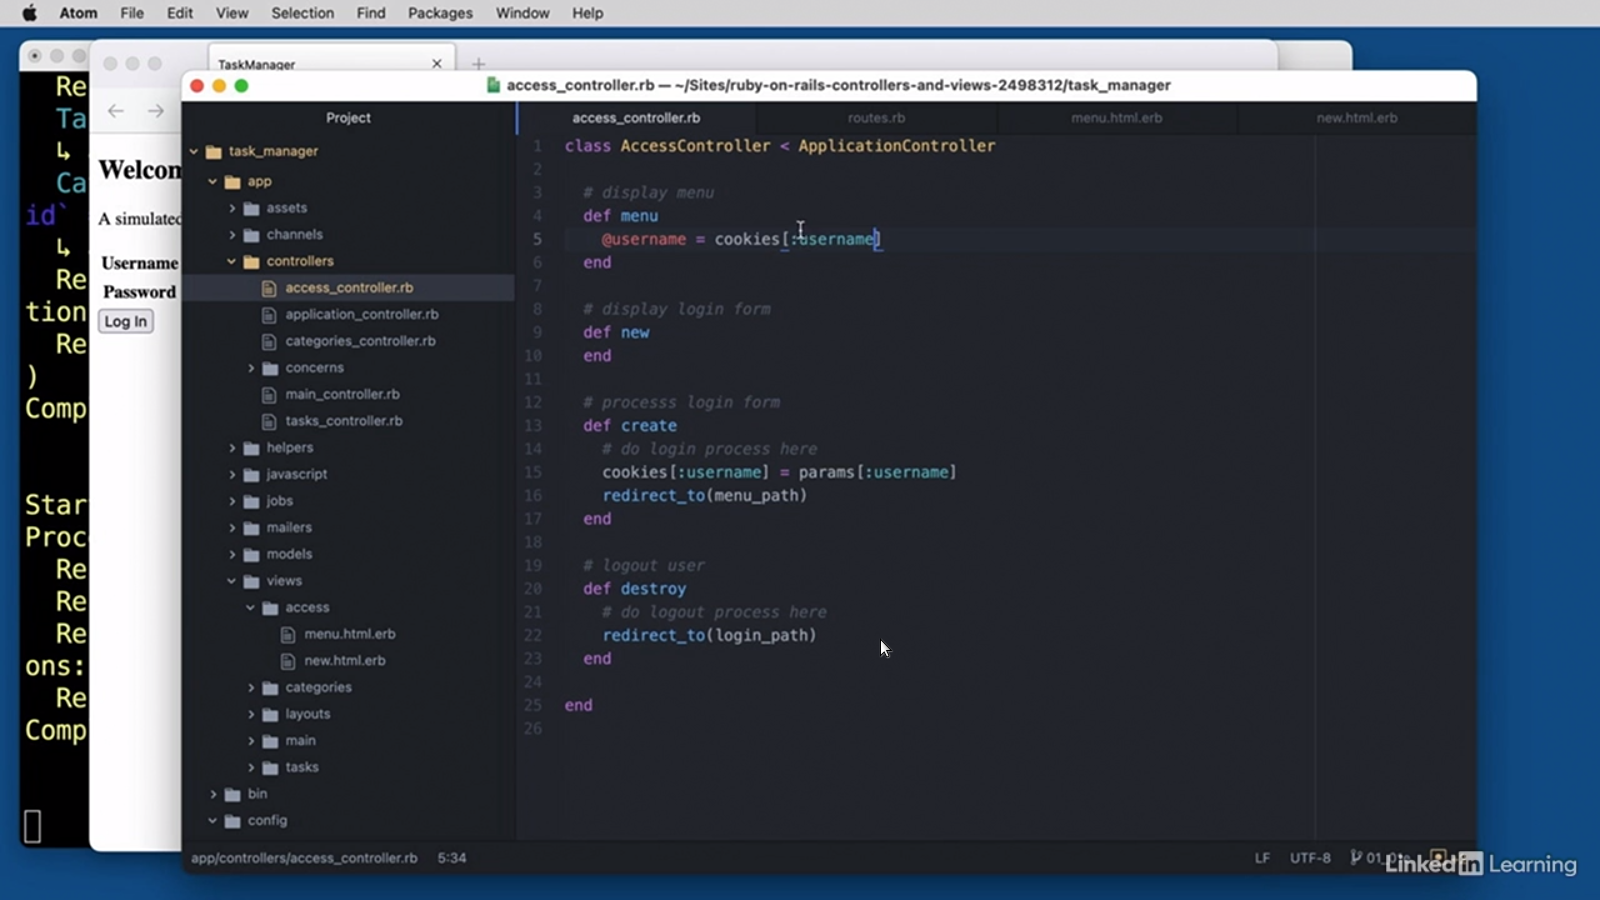 Atom File Edit View Selection Find Packages Window Help
TaskManager
access_controller.rb — ~/Sites/ruby-on-rails-controllers-and-views-2498312/task_manager
Re
Ta
↳
Ca
id`
↳
Re
tion
Re
)
Comp
Star
Proc
Re
Re
Re
ons:
Re
Comp
Welcom
A simulated
Username
Password
Log In
Project
task_manager
app
assets
channels
controllers
access_controller.rb
application_controller.rb
categories_controller.rb
concerns
main_controller.rb
tasks_controller.rb
helpers
javascript
jobs
mailers
models
views
access
menu.html.erb
new.html.erb
categories
layouts
main
tasks
bin
config
access_controller.rb routes.rb menu.html.erb new.html.erb
1 class AccessController < ApplicationController
2
3 # display menu
4 def menu
5 @username = cookies[:username]
6 end
7
8 # display login form
9 def new
10 end
11
12 # processs login form
13 def create
14 # do login process here
15 cookies[:username] = params[:username]
16 redirect_to(menu_path)
17 end
18
19 # logout user
20 def destroy
21 # do logout process here
22 redirect_to(login_path)
23 end
24
25 end
26
app/controllers/access_controller.rb 5:34 LF UTF-8
LinkedIn Learning